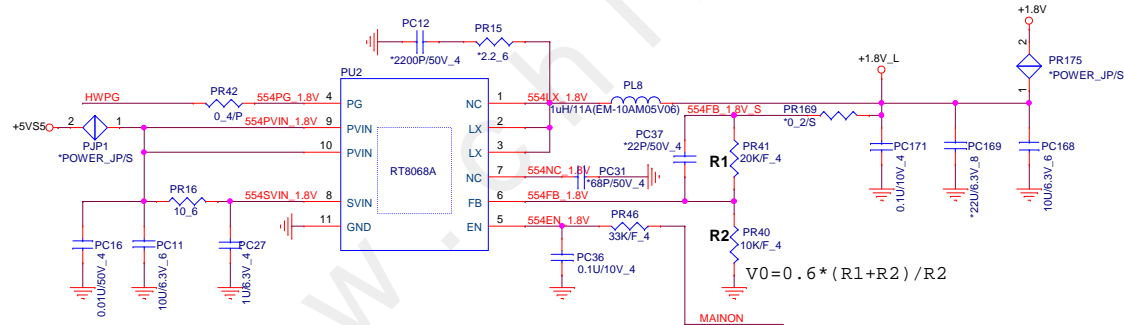 PC12
*2200P/50V_4
PR15
*2.2_6
+1.8V
2
PR175
*POWER_JP/S
1
+1.8V_L
PU2
HWPG
PR42
0_4/P
554PG_1.8V
4
PG
NC
1
554LX_1.8V
PL8
1uH/11A(EM-10AM05V06)
554FB_1.8V_S
PR169
*0_2/S
+5VS5
2
1
PJP1
*POWER_JP/S
554PVIN_1.8V
9
PVIN
LX
2
10
PVIN
LX
3
RT8068A
NC
7
554NC_1.8V
PC31
*68P/50V_4
PC37
*22P/50V_4
R1
PR41
20K/F_4
PC171
0.1U/10V_4
PC169
*22U/6.3V_8
PC168
10U/6.3V_6
PR16
10_6
554SVIN_1.8V
8
SVIN
FB
6
554FB_1.8V
11
GND
EN
5
554EN_1.8V
PR46
33K/F_4
R2
PR40
10K/F_4
PC16
0.01U/50V_4
PC11
10U/6.3V_6
PC27
1U/6.3V_4
PC36
0.1U/10V_4
V0=0.6*(R1+R2)/R2
MAINON